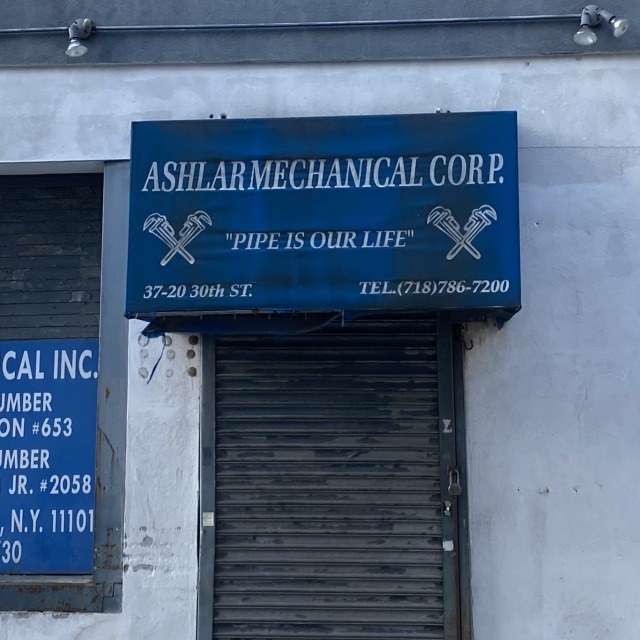 ASHLAR MECHANICAL CORP.
"PIPE IS OUR LIFE"
37-20 30th ST. TEL.(718)786-7200
CAL INC.
UMBER
ON #653
UMBER
JR. #2058
, N.Y. 11101
30